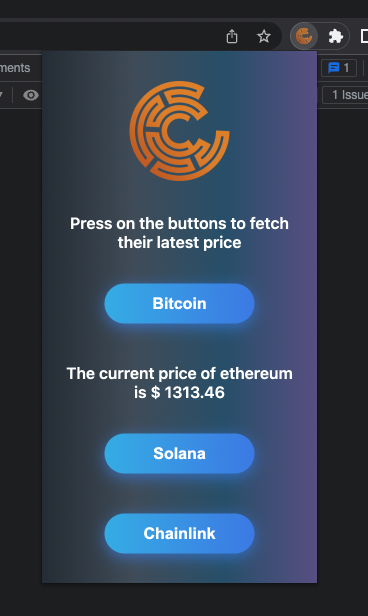 ments
1
1 Issue
Press on the buttons to fetch
their latest price
Bitcoin
The current price of ethereum
is $ 1313.46
Solana
Chainlink